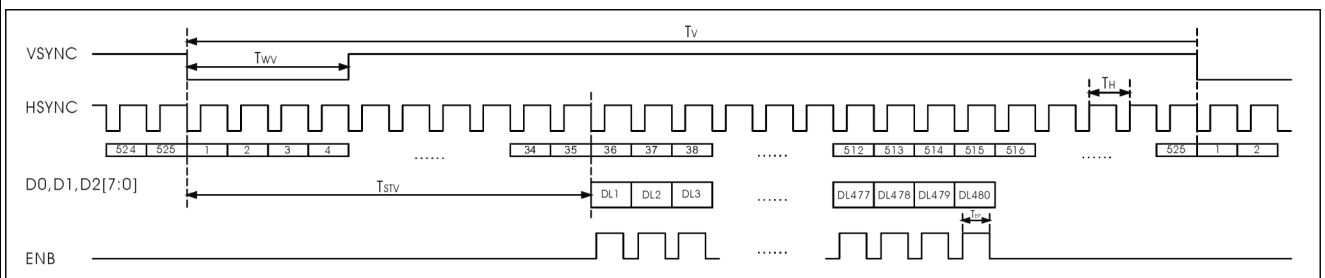 Tv
VSYNC
Twv
TH
HSYNC
524 525 1 2 3 4 ...... 34 35 36 37 38 ...... 512 513 514 515 516 ...... 525 1 2
D0,D1,D2[7:0]
TSTV
DL1 DL2 DL3 ...... DL477 DL478 DL479 DL480
TEP
ENB ......